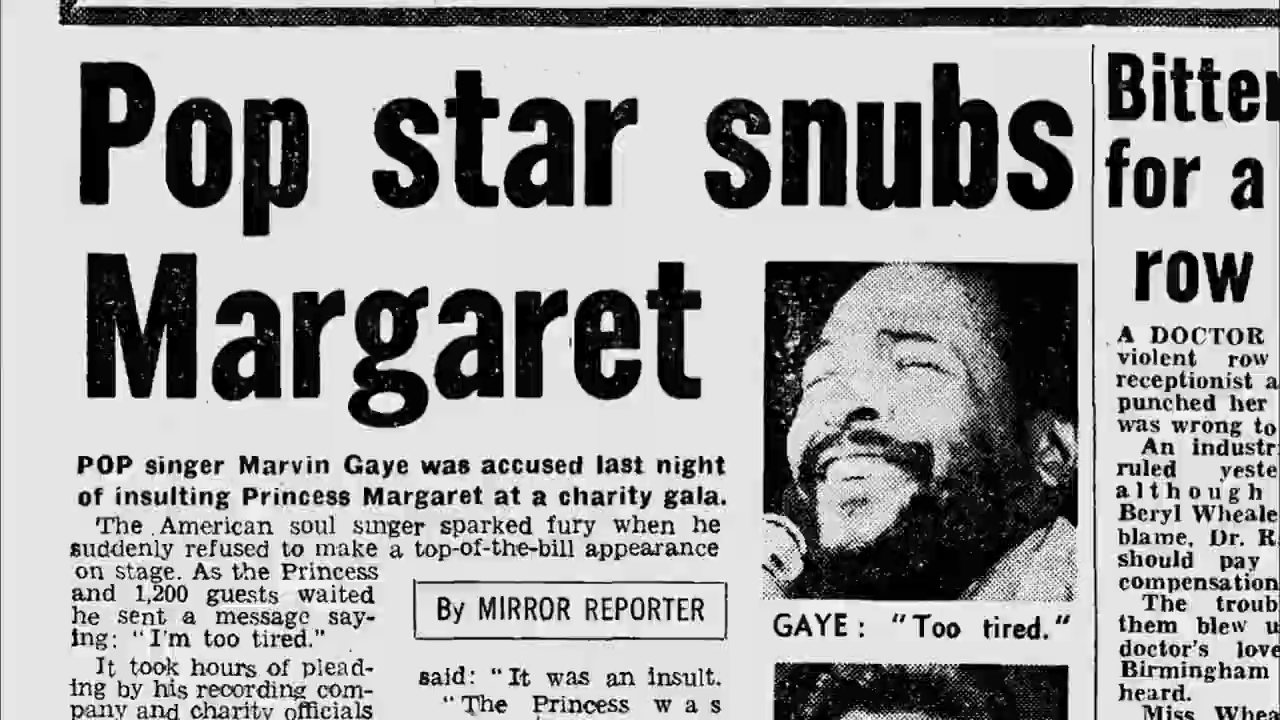 Pop star snubs
Margaret
POP singer Marvin Gaye was accused last night
of insulting Princess Margaret at a charity gala.
The American soul singer sparked fury when he
suddenly refused to make a top-of-the-bill appearance
on stage. As the Princess
and 1,200 guests waited
he sent a message say-
ing: "I'm too tired."
It took hours of plead-
ing by his recording com-
pany and charity officials
By MIRROR REPORTER
said: "It was an insult.
"The Princess was
GAYE: "Too tired."
Bitter
for a
row
A DOCTOR
violent row
receptionist a
punched her
was wrong to
An industr
ruled yeste
although
Beryl Wheale
blame, Dr. R
should pay
compensation
The troub
them blew u
doctor's love
Birmingham
heard.
Miss Whea